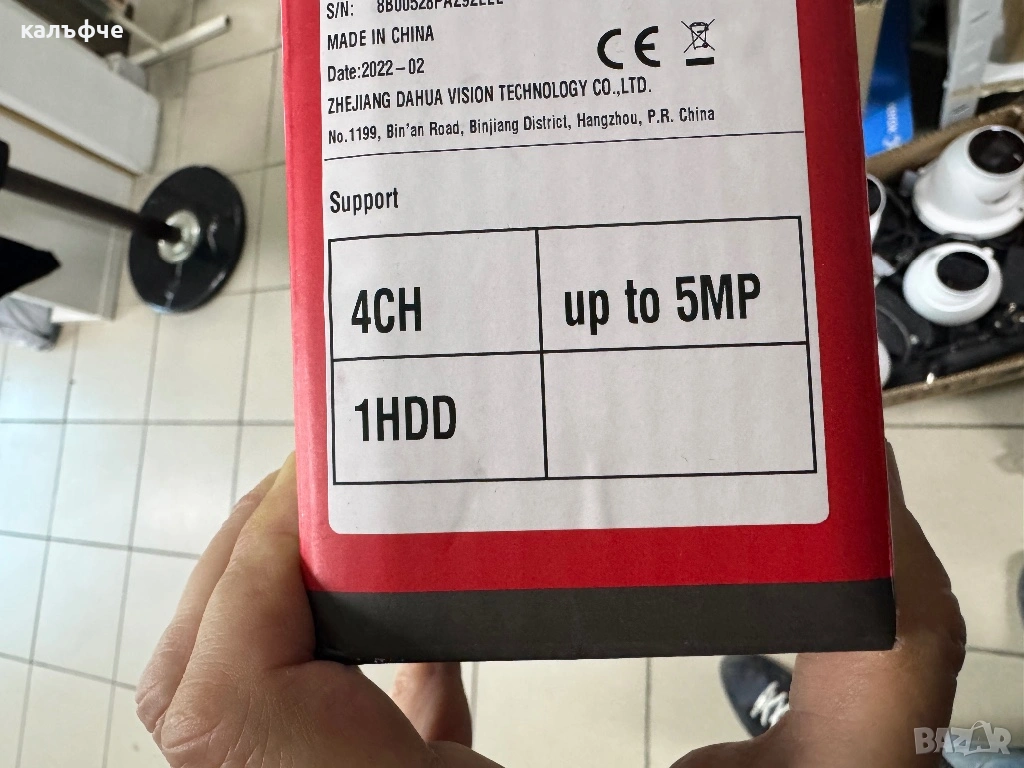 калъфче
S/N:
MADE IN CHINA
Date:2022-02
ZHEJIANG DAHUA VISION TECHNOLOGY CO.,LTD.
No.1199, Bin'an Road, Binjiang District, Hangzhou, P.R. China
CE
Support
4CH up to 5MP
1HDD
BAZAR